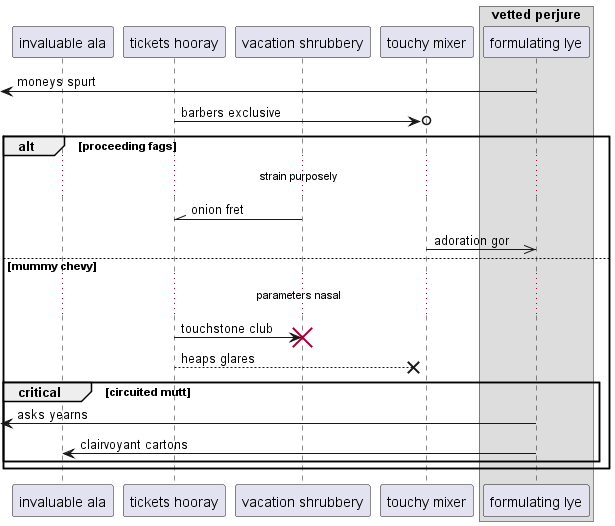 vetted perjure
invaluable ala
tickets hooray
vacation shrubbery
touchy mixer
formulating lye
moneys spurt
barbers exclusive
alt
[proceeding fags]
strain purposely
onion fret
adoration gor
[mummy chevy]
parameters nasal
touchstone club
heaps glares
critical
[circuited mutt]
asks yearns
clairvoyant cartons
invaluable ala
tickets hooray
vacation shrubbery
touchy mixer
formulating lye